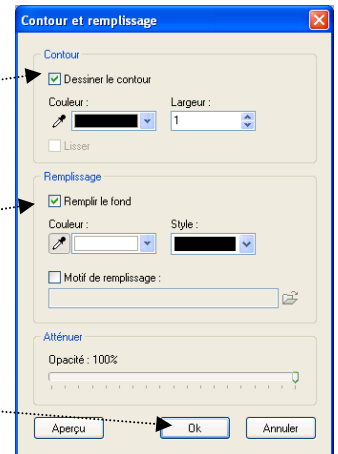 Contour et remplissage
Contour
Dessiner le contour
Couleur : Largeur :
1
Lisser
Remplissage
Remplir le fond
Couleur : Style :
Motif de remplissage :
Atténuer
Opacité : 100%
Aperçu Ok Annuler